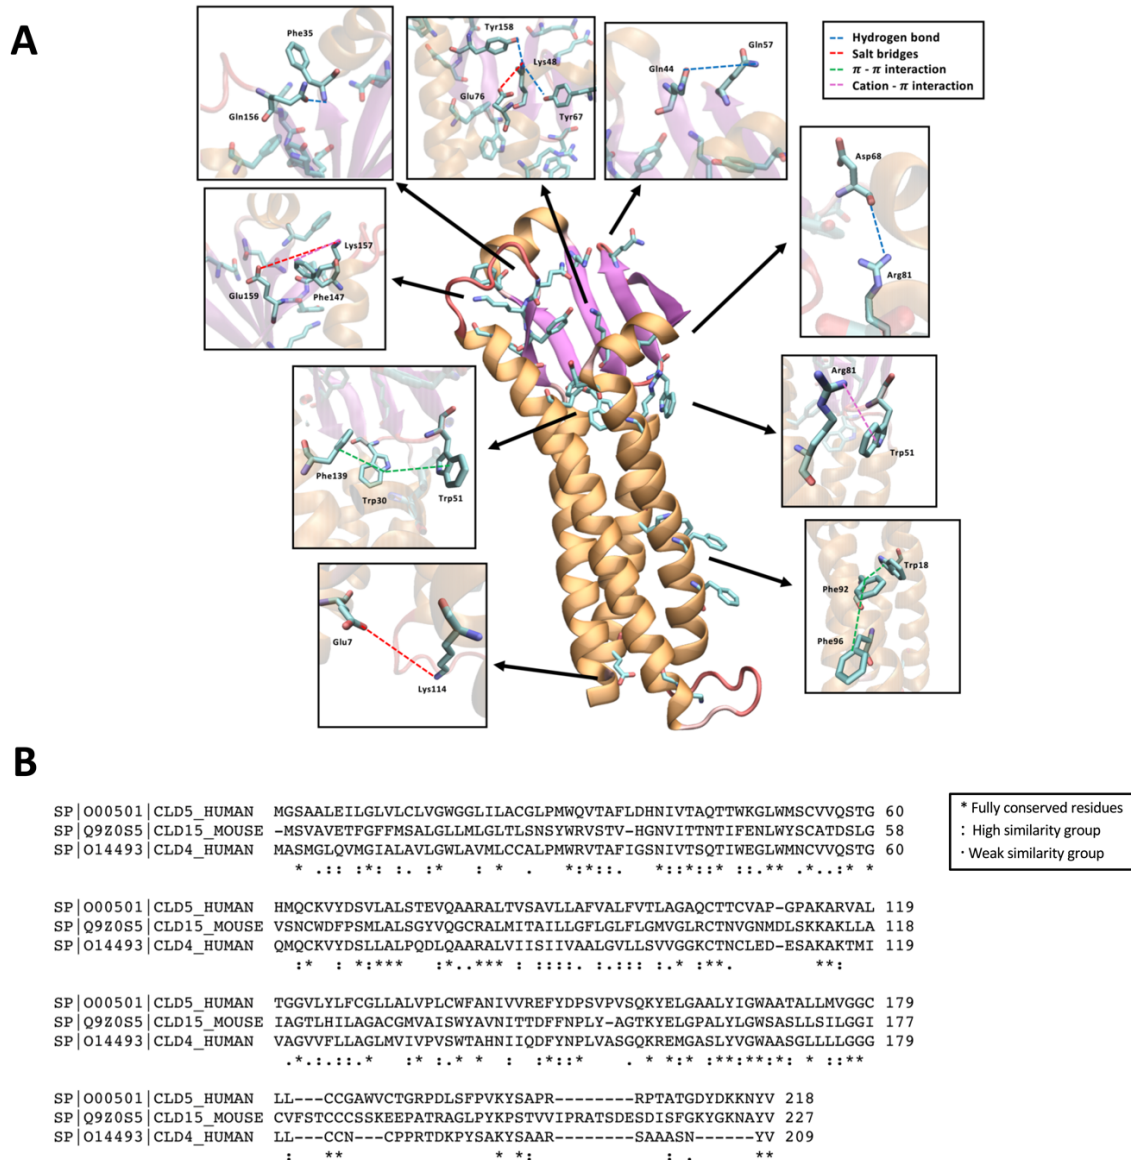 A
Phe35
Gln156
Tyr158
Lys48
Glu76
Tyr67
Gln57
Gln44
Hydrogen bond
Salt bridges
π - π interaction
Cation - π interaction
Asp68
Arg81
Lys157
Glu159
Phe147
Phe139
Trp30
Trp51
Arg81
Trp51
Glu7
Lys114
Trp18
Phe92
Phe96
B
SP|O00501|CLD5_HUMAN MGSAALEILGLVLCLVGWGGLILACGLPMWQVTAFLDHNIVTAQTTWKGLWMSCVVQSTG 60
SP|Q9Z0S5|CLD15_MOUSE -MSVAVETFGFFMSALGLLMLGLTLSNSYWRVSTV-HGNVITTNTIFENLWYSCATDSLG 58
SP|O14493|CLD4_HUMAN MASMGLQVMGIALAVLGWLAVMLCCALPMWRVTAFIGSNIVTSQTIWEGLWMNCVVQSTG 60
* .:: :*: :. :* : : . *::*:: *::*::* ::.** *..:* *
* Fully conserved residues
: High similarity group
· Weak similarity group
SP|O00501|CLD5_HUMAN HMQCKVYDSVLALSTEVQAARALTVSAVLLAFVALFVTLAGAQCTTCVAP-GPAKARVAL 119
SP|Q9Z0S5|CLD15_MOUSE VSNCWDFPSMLALSGYVQGCRALMITAILLGFLGLFLGMVGLRCTNVGNMDLSKKAKLLA 118
SP|O14493|CLD4_HUMAN QMQCKVYDSLLALPQDLQAARALVIISIIVAALGVLLSVVGGKCTNCLED-ESAKAKTMI 119
:* : *:*** :*..*** : ::::. :.::: :.* :**. **:
SP|O00501|CLD5_HUMAN TGGVLYLFCGLLALVPLCWFANIVVREFYDPSVPVSQKYELGAALYIGWAATALLMVGGC 179
SP|Q9Z0S5|CLD15_MOUSE IAGTLHILAGACGMVAISWYAVNITTDFFNPLY-AGTKYELGPALYLGWSASLLSILGGI 177
SP|O14493|CLD4_HUMAN VAGVVFLLAGLMVIVPVSWTAHNIIQDFYNPLVASGQKREMGASLYVGWAASGLLLLGGG 179
.*.:.::.* :* :.* * :*::* . * *:* :**:**:*: * ::**
SP|O00501|CLD5_HUMAN LL---CCGAWVCTGRPDLSFPVKYSAPR--------RPTATGDYDKKNYV 218
SP|Q9Z0S5|CLD15_MOUSE CVFSTCCCSSKEEPATRAGLPYKPSTVVIPRATSDESDISFGKYGKNAYV 227
SP|O14493|CLD4_HUMAN LL---CCN---CPPRTDKPYSAKYSAAR--------SAAASN------YV 209
: ** * *: : . **